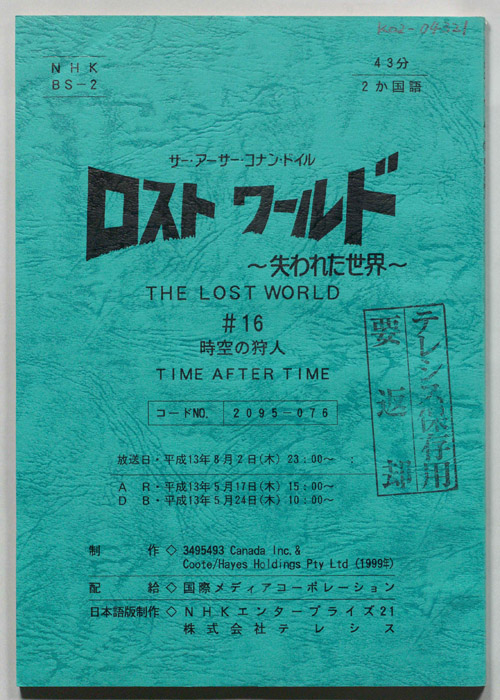 NHK
BS-2
43分
2か国語
サー・アーサー・コナン・ドイル
ロスト ワールド
~失われた世界~
THE LOST WORLD
#16
時空の狩人
TIME AFTER TIME
コードNO. 2095-076
放送日・平成13年8月2日(木) 23:00~ :
AR・平成13年5月17日(木) 15:00~
DB・平成13年5月24日(木) 10:00~
制作◇3495493 Canada Inc.&
Coote/Hayes Holdings Pty Ltd (1999年)
配給◇国際メディアコーポレーション
日本語版制作◇NHKエンタープライズ21
株式会社テレシス
テレシス保存用
要返却